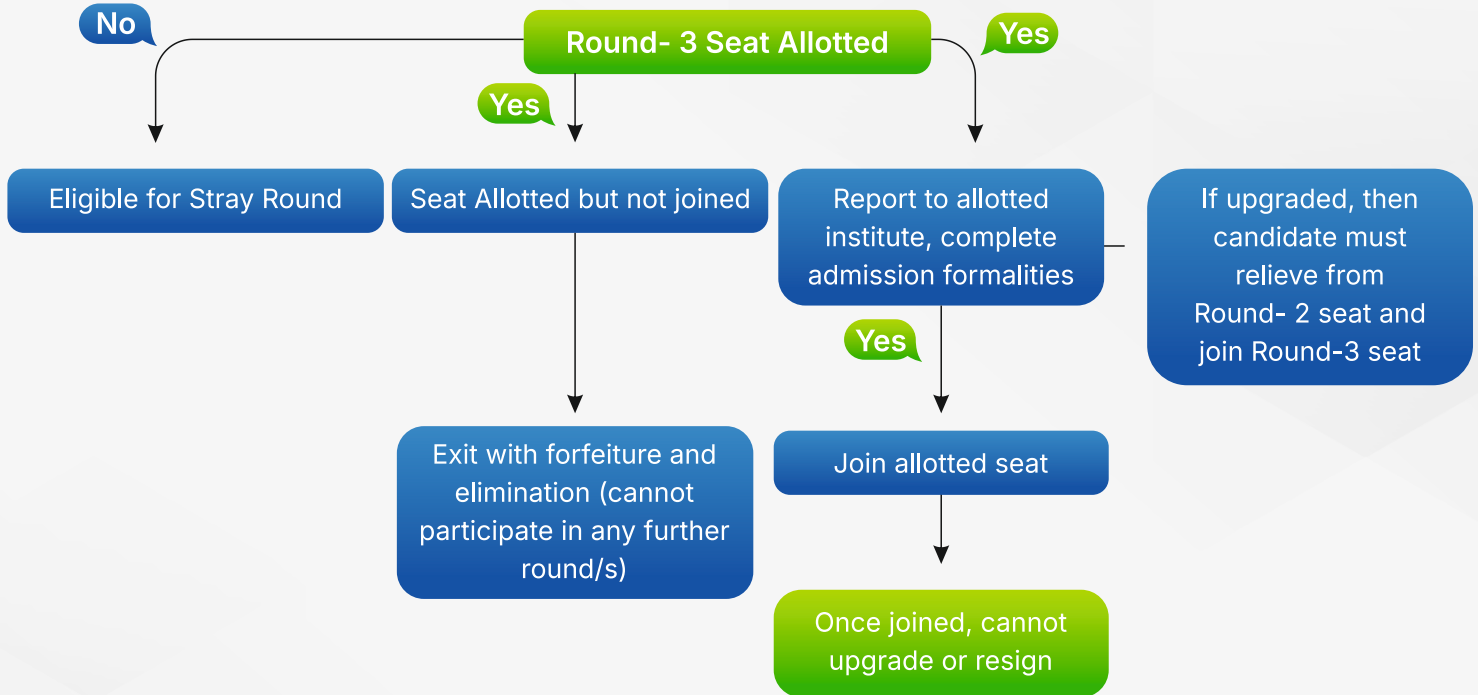 No
Round- 3 Seat Allotted
Yes
Yes
Eligible for Stray Round
Seat Allotted but not joined
Report to allotted
institute, complete
admission formalities
If upgraded, then
candidate must
relieve from
Round- 2 seat and
join Round-3 seat
Yes
Exit with forfeiture and
elimination (cannot
participate in any further
round/s)
Join allotted seat
Once joined, cannot
upgrade or resign